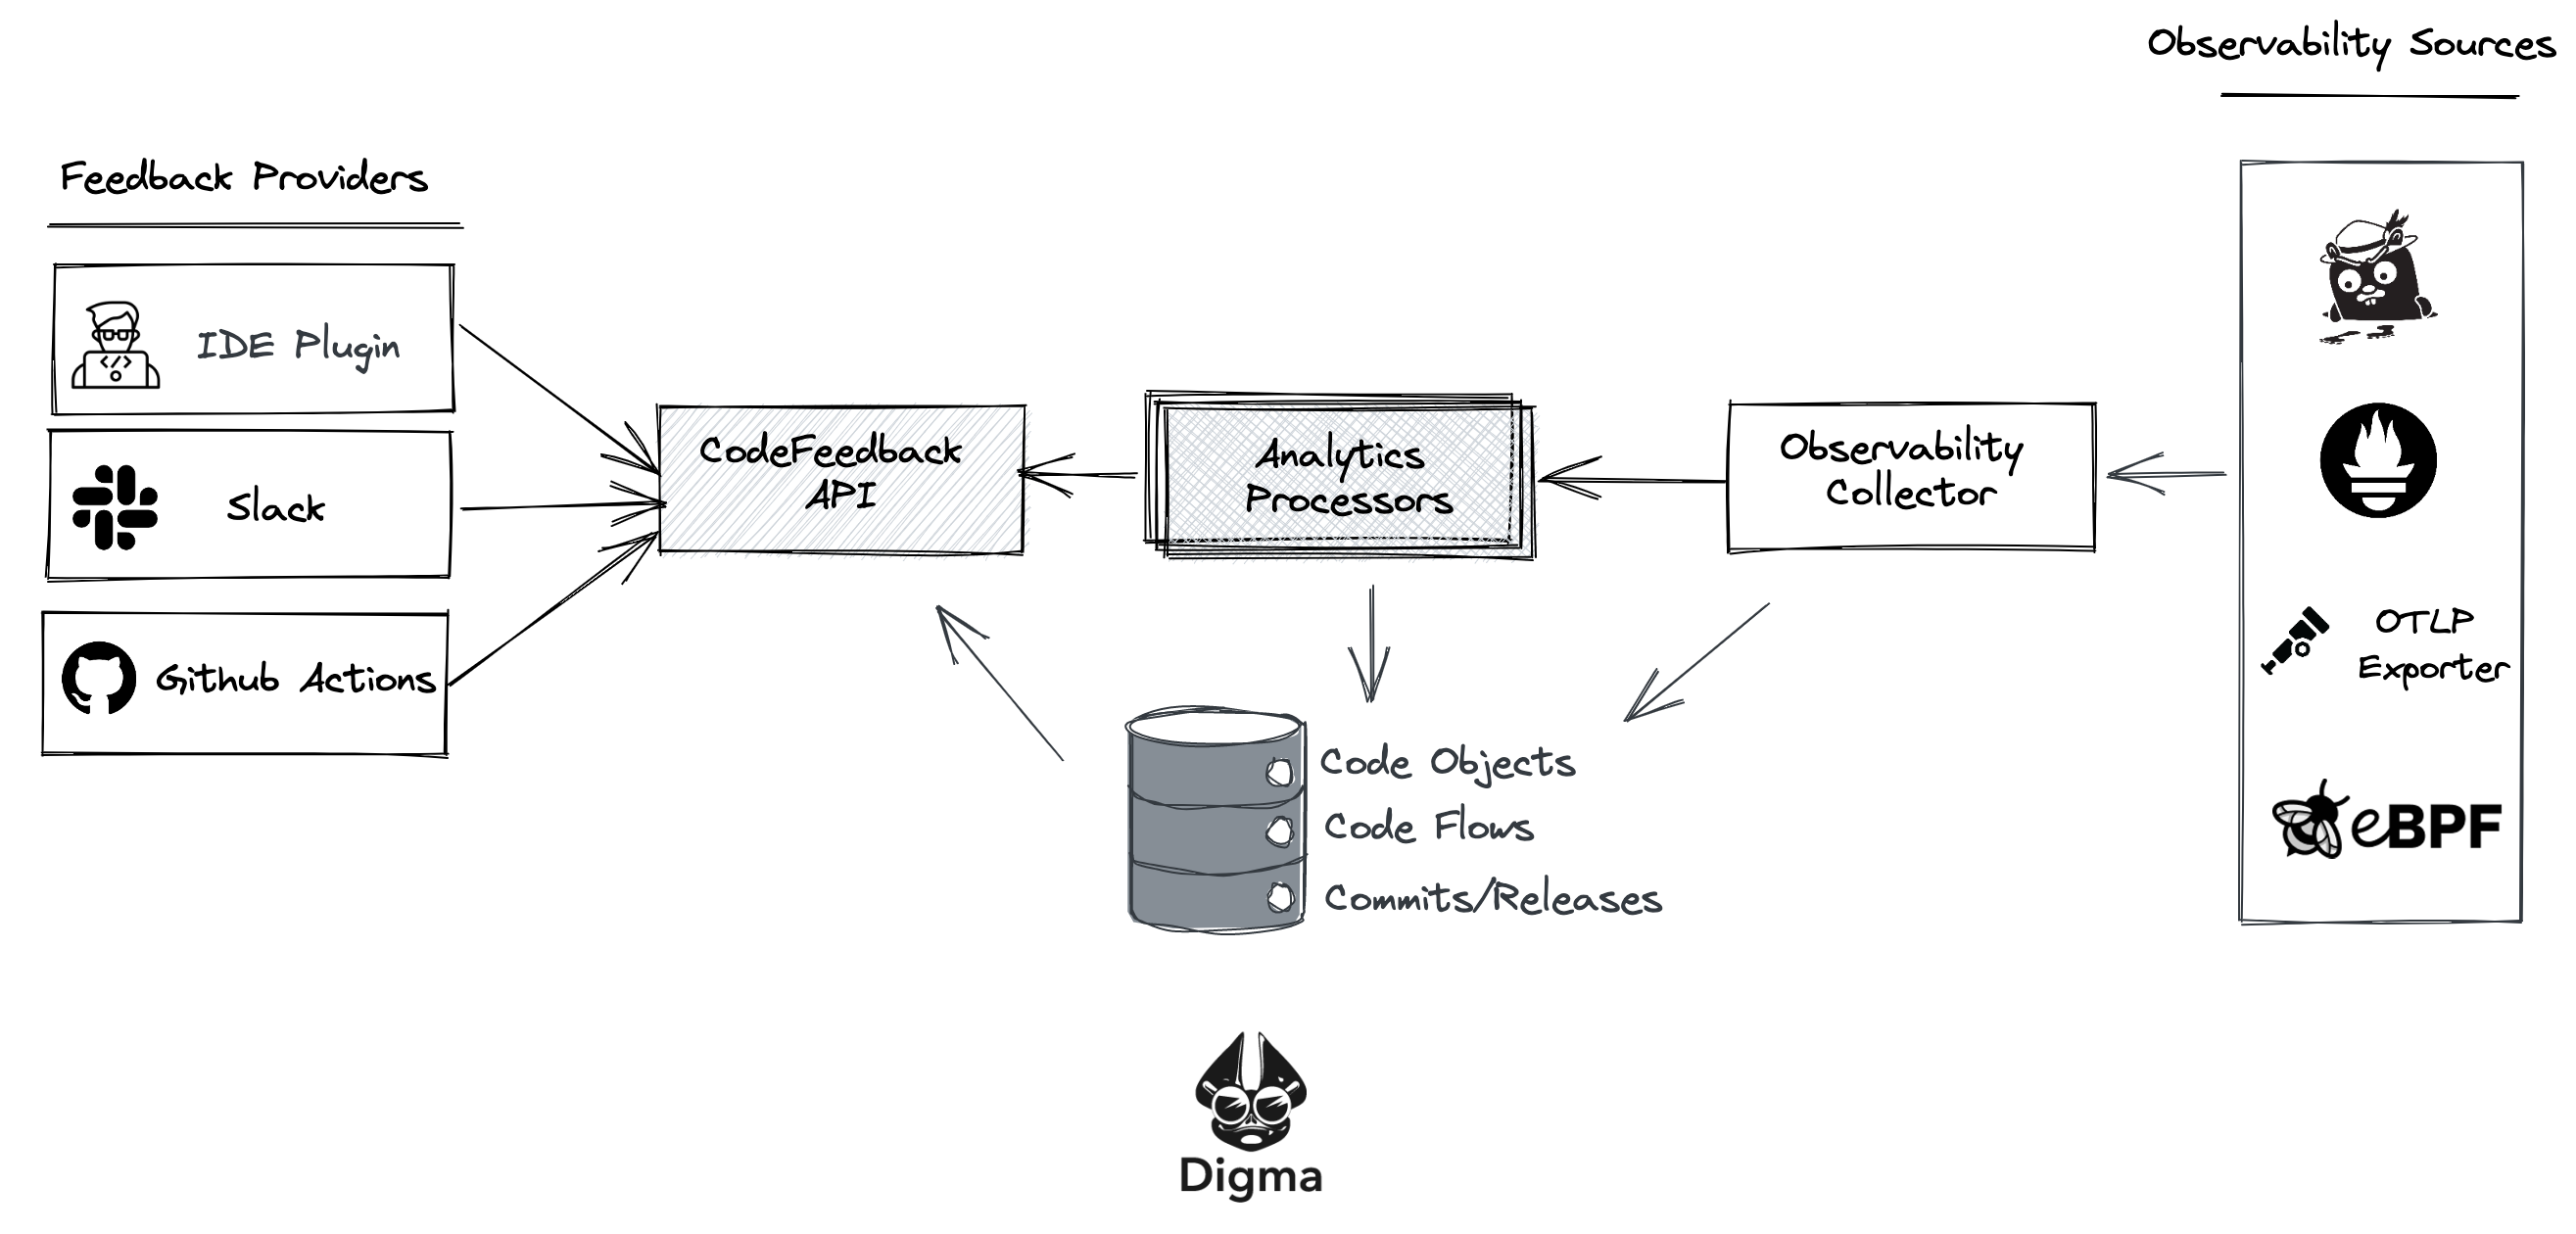 Observability Sources
Feedback Providers
IDE Plugin
Slack
Github Actions
CodeFeedback
API
Analytics
Processors
Observability
Collector
OTLP
Exporter
eBPF
Code Objects
Code Flows
Commits/Releases
Digma